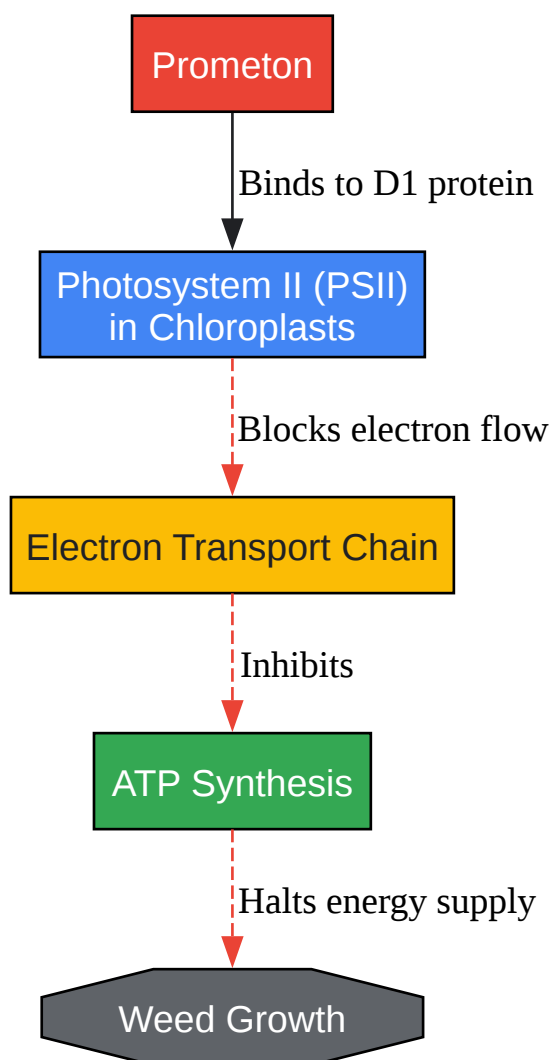 Prometon
Binds to D1 protein
Photosystem II (PSII)
in Chloroplasts
Blocks electron flow
Electron Transport Chain
Inhibits
ATP Synthesis
Halts energy supply
Weed Growth